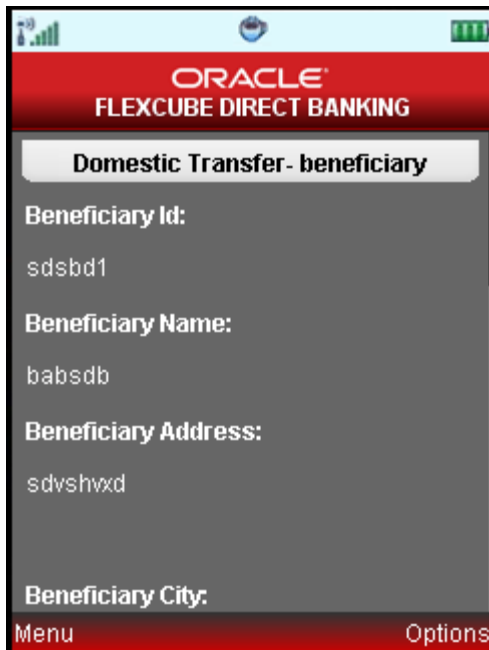 ORACLE
FLEXCUBE DIRECT BANKING
Domestic Transfer- beneficiary
Beneficiary Id:
sdsbd1
Beneficiary Name:
babsdb
Beneficiary Address:
sdvshvxd
Beneficiary City:
Menu Options